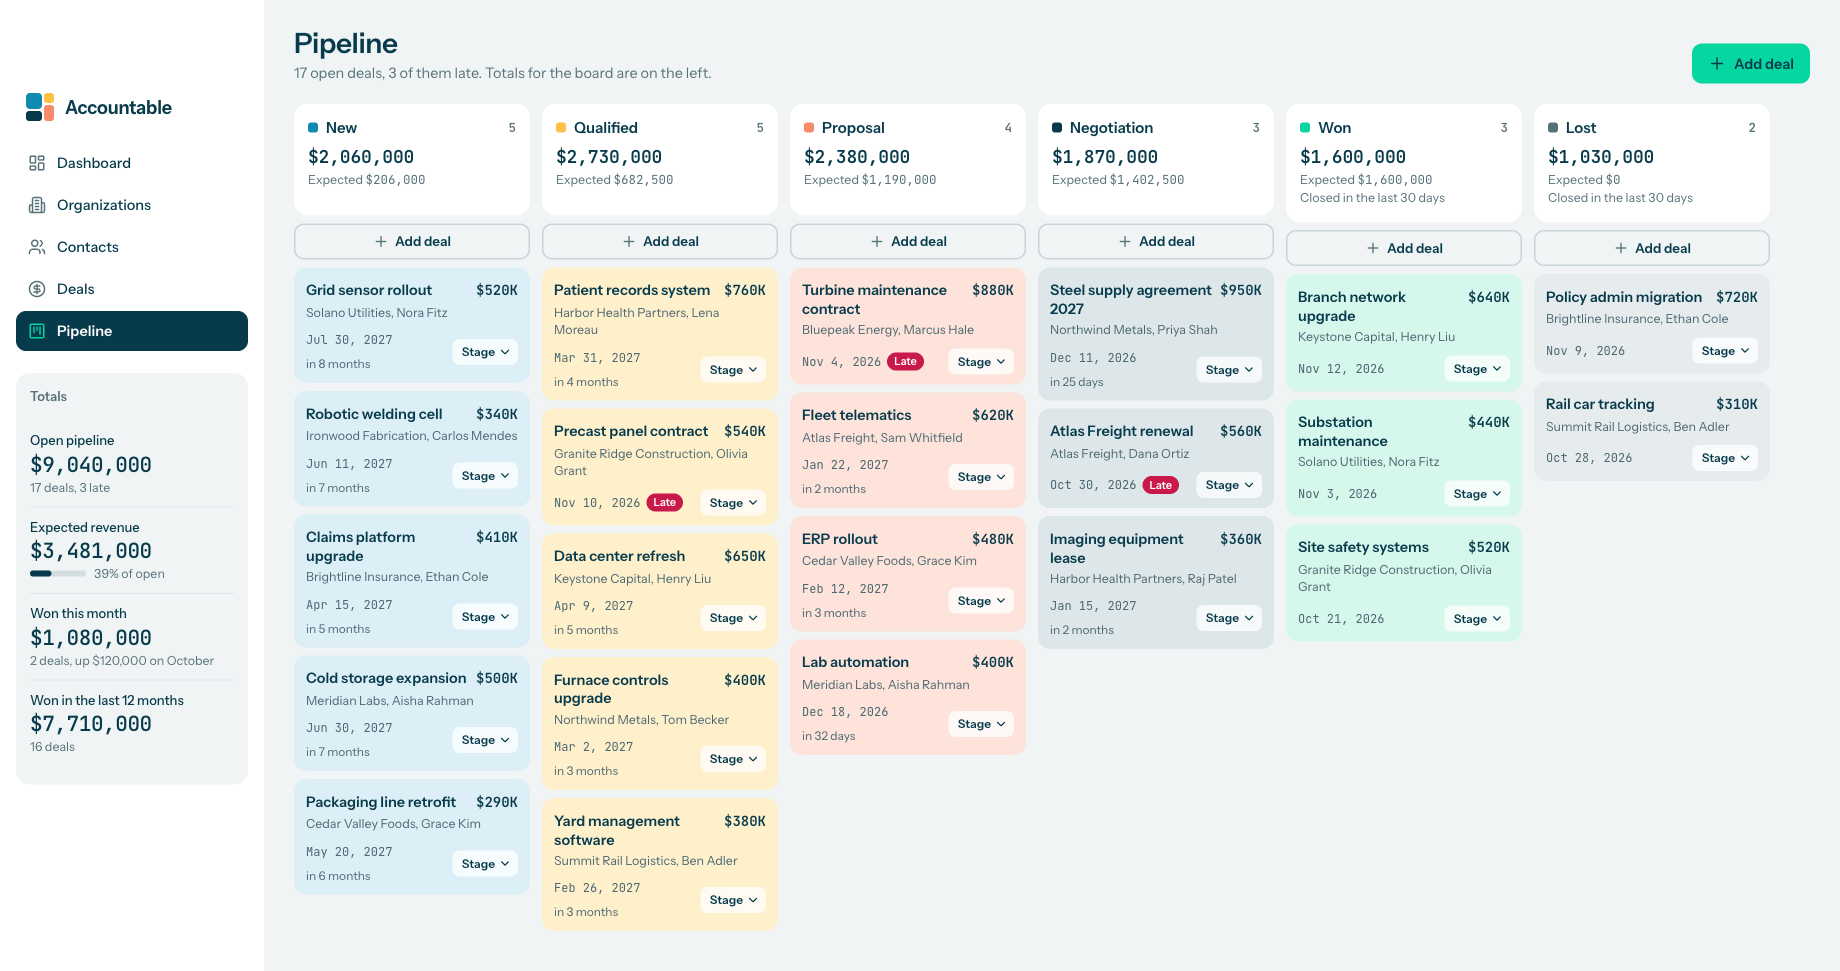 Accountable
Dashboard
Organizations
Contacts
Deals
Pipeline
Totals
Open pipeline
$9,040,000
17 deals, 3 late
Expected revenue
$3,481,000
39% of open
Won this month
$1,080,000
2 deals, up $120,000 on October
Won in the last 12 months
$7,710,000
16 deals
Pipeline
17 open deals, 3 of them late. Totals for the board are on the left.
Add deal
New 5
$2,060,000
Expected $206,000
Add deal
Grid sensor rollout $520K
Solano Utilities, Nora Fitz
Jul 30, 2027
in 8 months
Stage
Robotic welding cell $340K
Ironwood Fabrication, Carlos Mendes
Jun 11, 2027
in 7 months
Stage
Claims platform $410K
upgrade
Brightline Insurance, Ethan Cole
Apr 15, 2027
in 5 months
Stage
Cold storage expansion $500K
Meridian Labs, Aisha Rahman
Jun 30, 2027
in 7 months
Stage
Packaging line retrofit $290K
Cedar Valley Foods, Grace Kim
May 20, 2027
in 6 months
Stage
Qualified 5
$2,730,000
Expected $682,500
Add deal
Patient records system $760K
Harbor Health Partners, Lena
Moreau
Mar 31, 2027
in 4 months
Stage
Precast panel contract $540K
Granite Ridge Construction, Olivia
Grant
Nov 10, 2026 Late Stage
Data center refresh $650K
Keystone Capital, Henry Liu
Apr 9, 2027
in 5 months
Stage
Furnace controls $400K
upgrade
Northwind Metals, Tom Becker
Mar 2, 2027
in 3 months
Stage
Yard management $380K
software
Summit Rail Logistics, Ben Adler
Feb 26, 2027
in 3 months
Stage
Proposal 4
$2,380,000
Expected $1,190,000
Add deal
Turbine maintenance $880K
contract
Bluepeak Energy, Marcus Hale
Nov 4, 2026 Late Stage
Fleet telematics $620K
Atlas Freight, Sam Whitfield
Jan 22, 2027
in 2 months
Stage
ERP rollout $480K
Cedar Valley Foods, Grace Kim
Feb 12, 2027
in 3 months
Stage
Lab automation $400K
Meridian Labs, Aisha Rahman
Dec 18, 2026
in 32 days
Stage
Negotiation 3
$1,870,000
Expected $1,402,500
Add deal
Steel supply agreement $950K
2027
Northwind Metals, Priya Shah
Dec 11, 2026
in 25 days
Stage
Atlas Freight renewal $560K
Atlas Freight, Dana Ortiz
Oct 30, 2026 Late Stage
Imaging equipment $360K
lease
Harbor Health Partners, Raj Patel
Jan 15, 2027
in 2 months
Stage
Won 3
$1,600,000
Expected $1,600,000
Closed in the last 30 days
Add deal
Branch network $640K
upgrade
Keystone Capital, Henry Liu
Nov 12, 2026 Stage
Substation $440K
maintenance
Solano Utilities, Nora Fitz
Nov 3, 2026 Stage
Site safety systems $520K
Granite Ridge Construction, Olivia
Grant
Oct 21, 2026 Stage
Lost 2
$1,030,000
Expected $0
Closed in the last 30 days
Add deal
Policy admin migration $720K
Brightline Insurance, Ethan Cole
Nov 9, 2026 Stage
Rail car tracking $310K
Summit Rail Logistics, Ben Adler
Oct 28, 2026 Stage